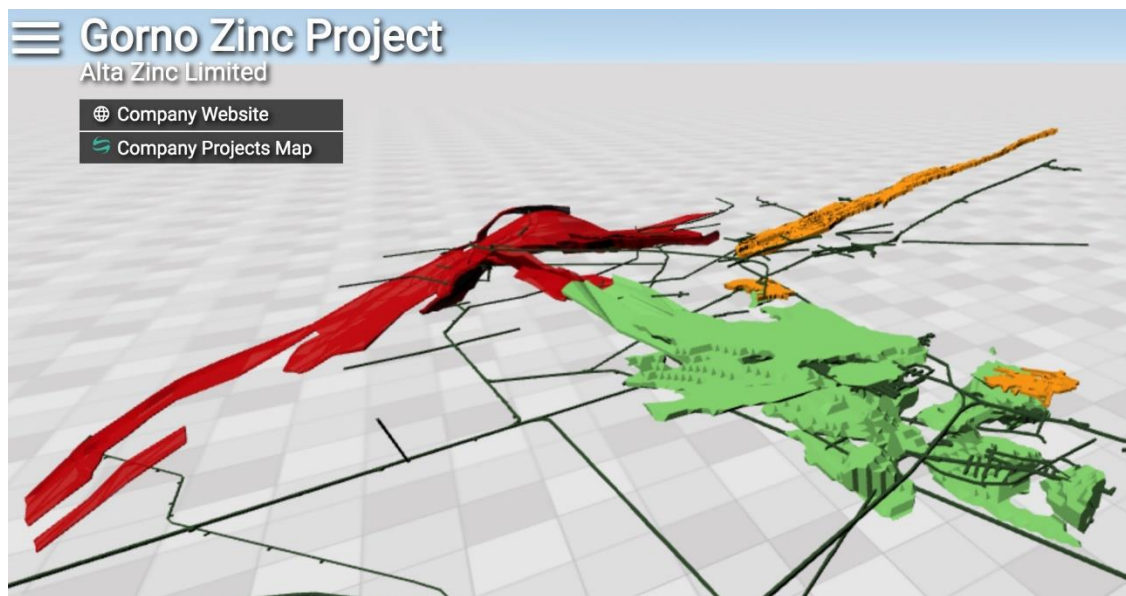 Gorno Zinc Project
Alta Zinc Limited
Company Website
Company Projects Map